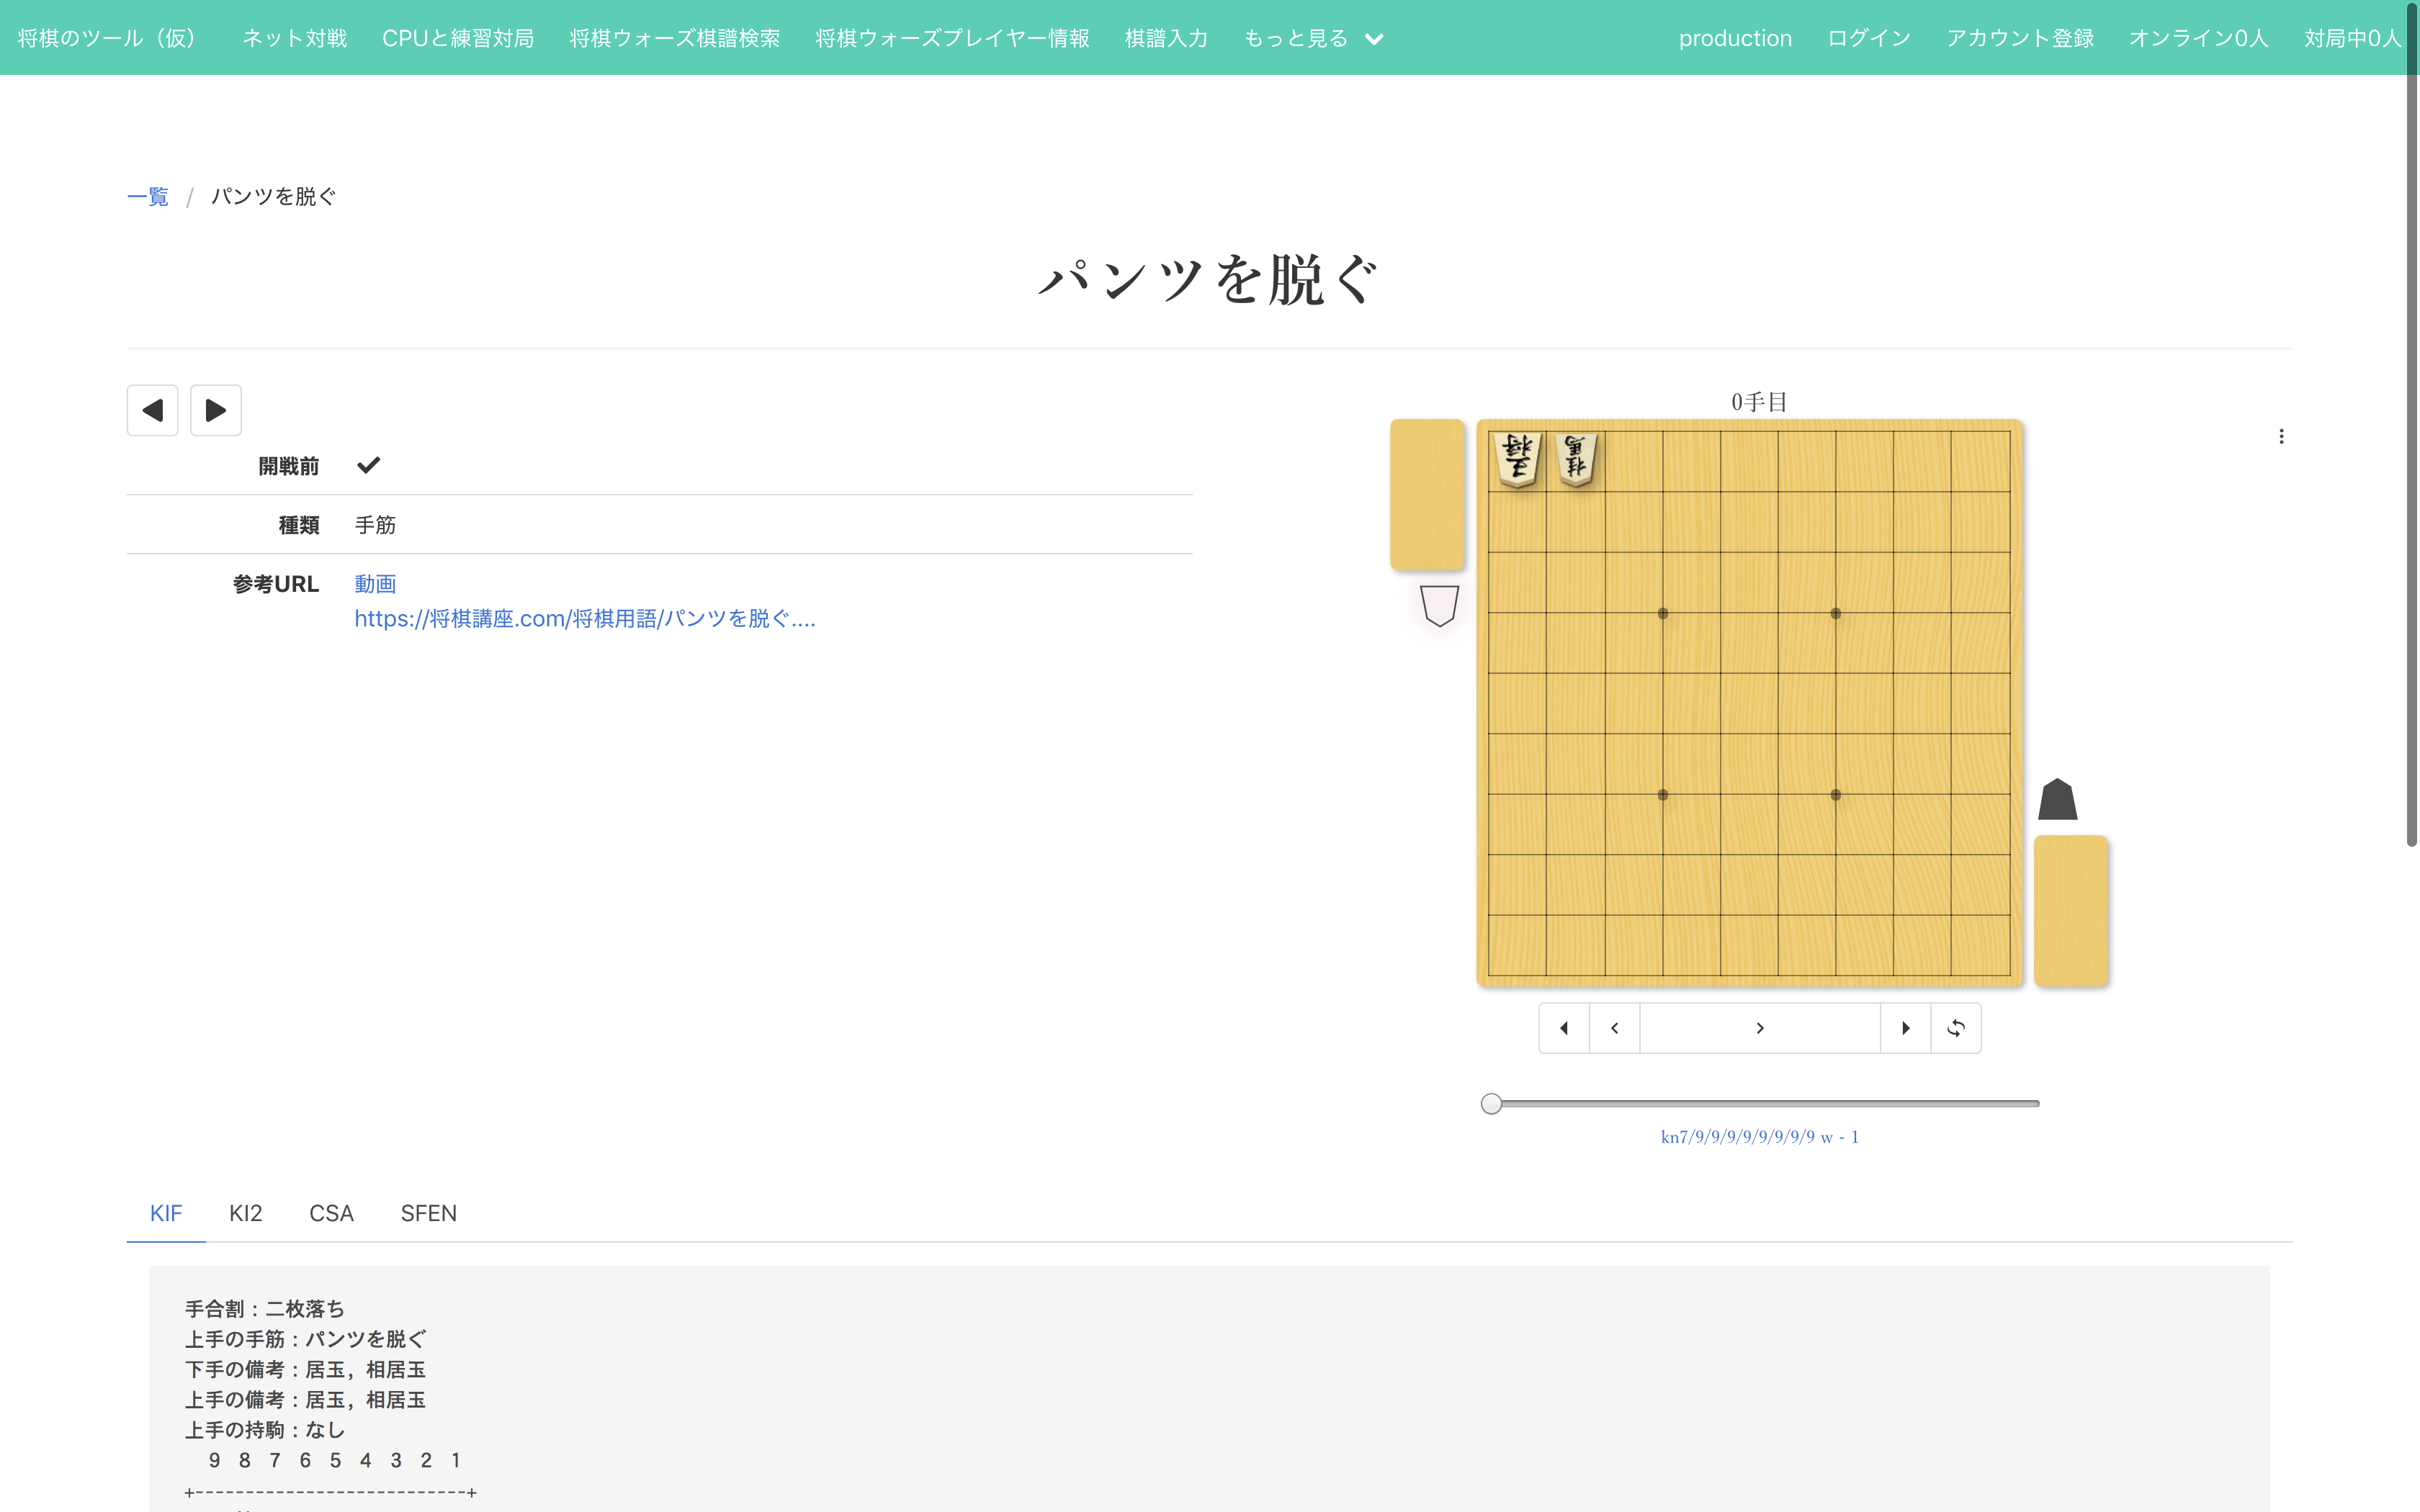 将棋のツール（仮） ネット対戦 CPUと練習対局 将棋ウォーズ棋譜検索 将棋ウォーズプレイヤー情報 棋譜入力 もっと見る production ログイン アカウント登録 オンライン0人 対局中0人
一覧 / パンツを脱ぐ
パンツを脱ぐ
開戦前
種類 手筋
参考URL 動画
https://将棋講座.com/将棋用語/パンツを脱ぐ....
0手目
王将 桂馬
kn7/9/9/9/9/9/9/9/9 w - 1
KIF KI2 CSA SFEN
手合割：二枚落ち
上手の手筋：パンツを脱ぐ
下手の備考：居玉, 相居玉
上手の備考：居玉, 相居玉
上手の持駒：なし
9 8 7 6 5 4 3 2 1
+---------------------------+